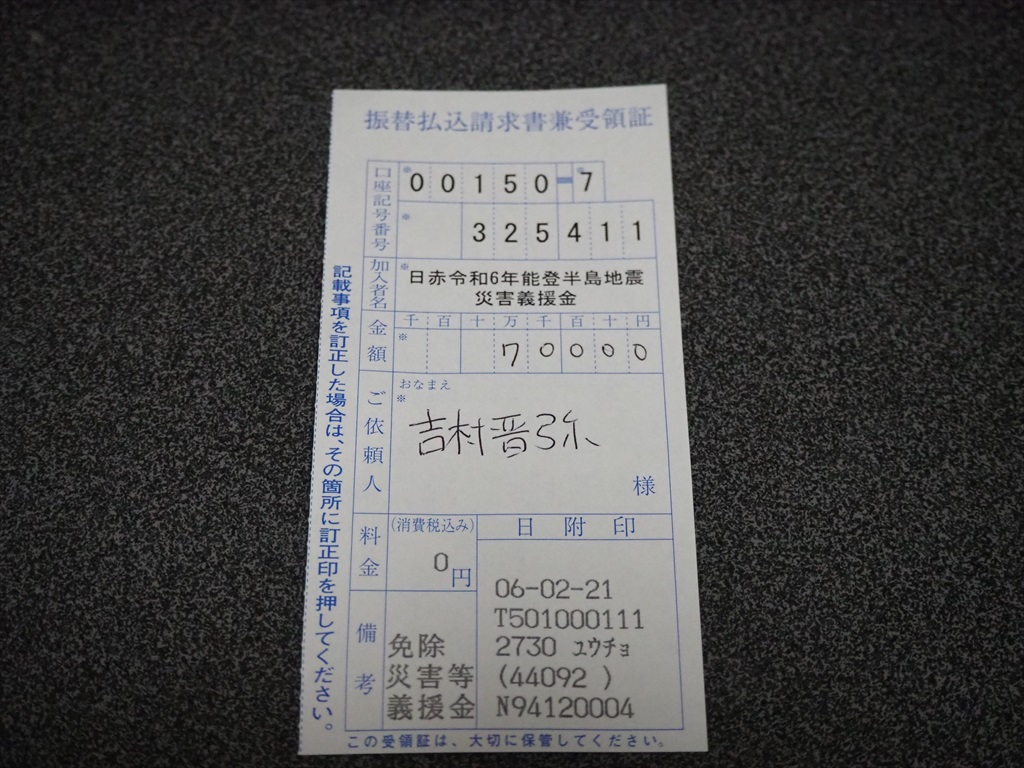 振替払込請求書兼受領証
口座記号番号
※
00150-7
※
325411
加入者名
※
日赤令和6年能登半島地震
災害義援金
金額
千百十万千百十円
※
70000
ご依頼人
おなまえ
※
吉村晋弥
様
料金
(消費税込み)
0円
日附印
06-02-21
T501000111
2730 ユウチョ
(44092 )
N94120004
備考
免除
災害等
義援金
記載事項を訂正した場合は、その箇所に訂正印を押してください。
この受領証は、大切に保管してください。